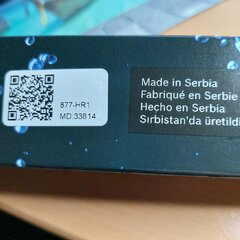 877-HR1
MD:33814
Made in Serbia
Fabriqué en Serbie
Hecho en Serbia
Sırbistan'da üretildi